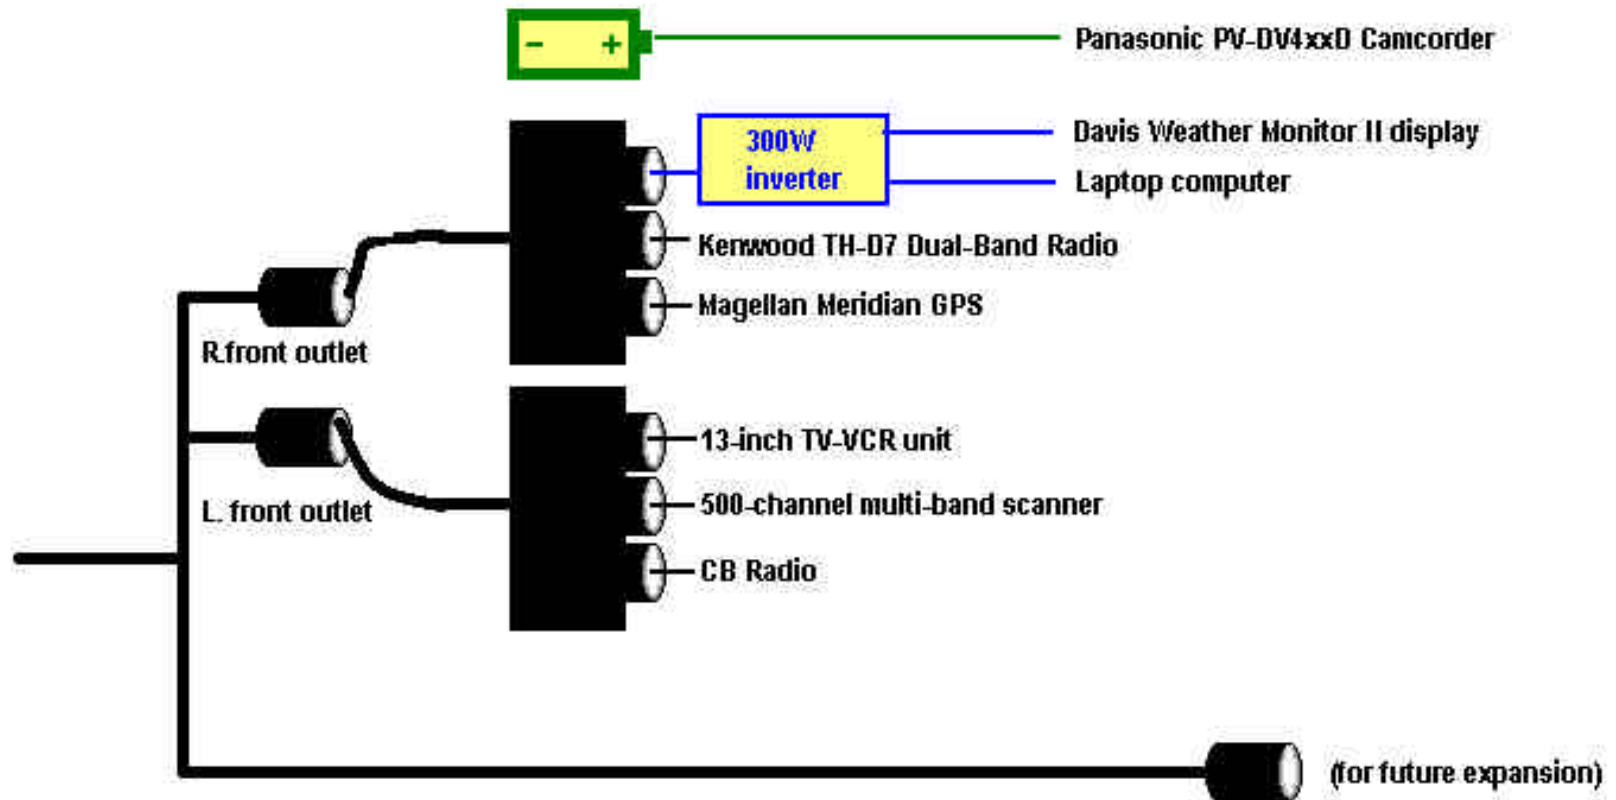 - +
Panasonic PV-DV4xxD Camcorder
300W
inverter
Davis Weather Monitor II display
Laptop computer
Kenwood TH-D7 Dual-Band Radio
Magellan Meridian GPS
R.front outlet
13-inch TV-VCR unit
500-channel multi-band scanner
L. front outlet
CB Radio
(for future expansion)